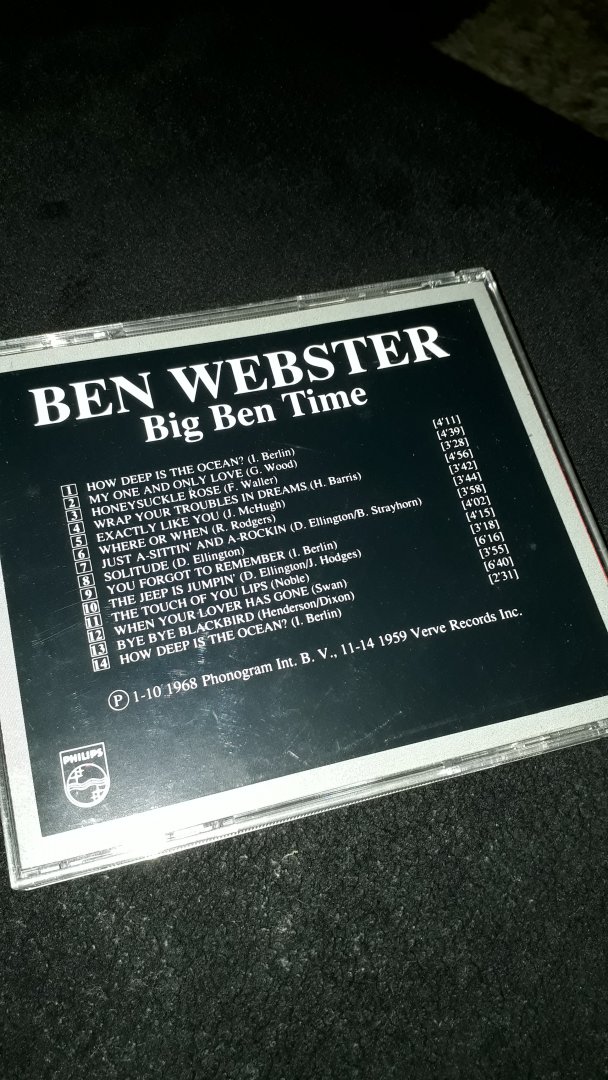 BEN WEBSTER
Big Ben Time
1 HOW DEEP IS THE OCEAN? (I. Berlin) [4'11]
2 MY ONE AND ONLY LOVE (G. Wood) [4'39]
3 HONEYSUCKLE ROSE (F. Waller) [3'28]
4 WRAP YOUR TROUBLES IN DREAMS (H. Barris) [4'56]
5 EXACTLY LIKE YOU (J. McHugh) [3'42]
6 WHERE OR WHEN (R. Rodgers) [3'44]
7 JUST A-SITTIN' AND A-ROCKIN (D. Ellington/B. Strayhorn) [3'58]
8 SOLITUDE (D. Ellington) [4'02]
9 YOU FORGOT TO REMEMBER (I. Berlin) [4'15]
10 THE JEEP IS JUMPIN' (D. Ellington/J. Hodges) [3'18]
11 THE TOUCH OF YOU LIPS (Noble) [6'16]
12 WHEN YOUR LOVER HAS GONE (Swan) [3'55]
13 BYE BYE BLACKBIRD (Henderson/Dixon) [6'40]
14 HOW DEEP IS THE OCEAN? (I. Berlin) [2'31]
Ⓟ 1-10 1968 Phonogram Int. B. V., 11-14 1959 Verve Records Inc.
PHILIPS